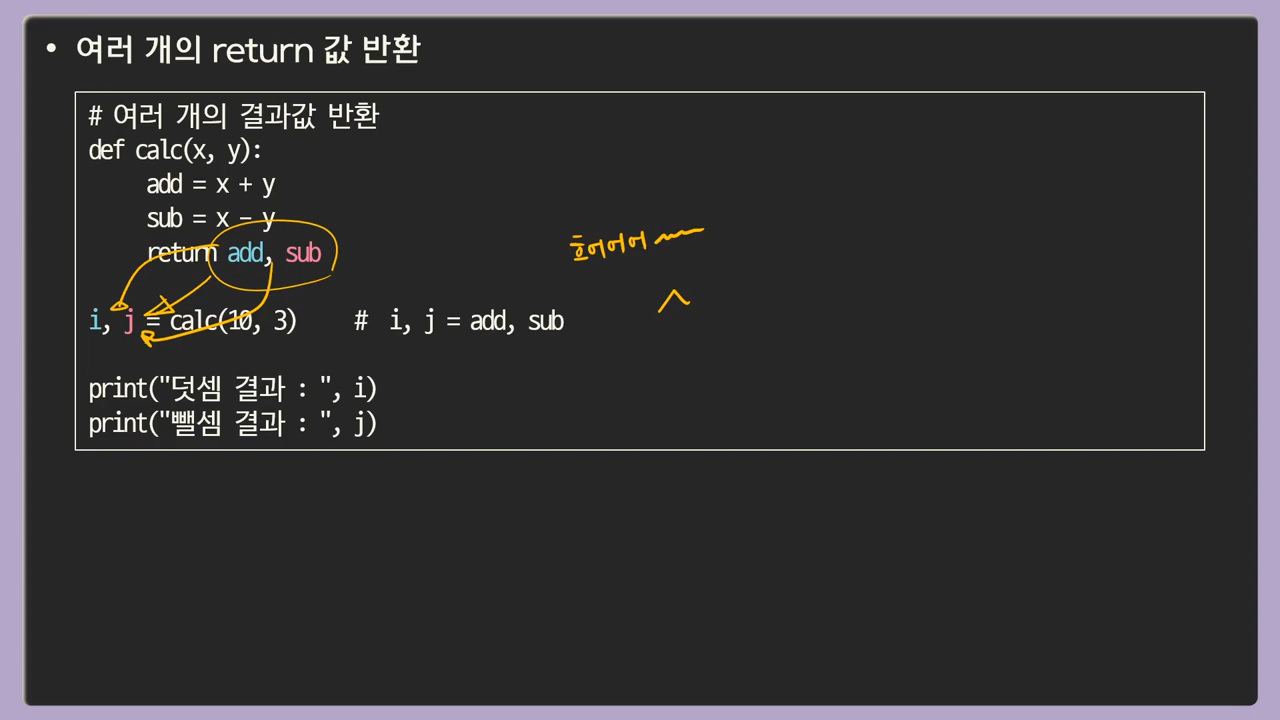 • 여러 개의 return 값 반환
# 여러 개의 결과값 반환
def calc(x, y):
add = x + y
sub = x - y
return add, sub
호어어어~~
i, j = calc(10, 3) # i, j = add, sub
print("덧셈 결과 : ", i)
print("뺄셈 결과 : ", j)